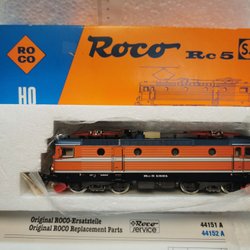 ROCO
Roco Rc 5 S
HO
Original ROCO-Ersatzteile
Original ROCO Replacement Parts
Roco
service
44151 A
44152 A